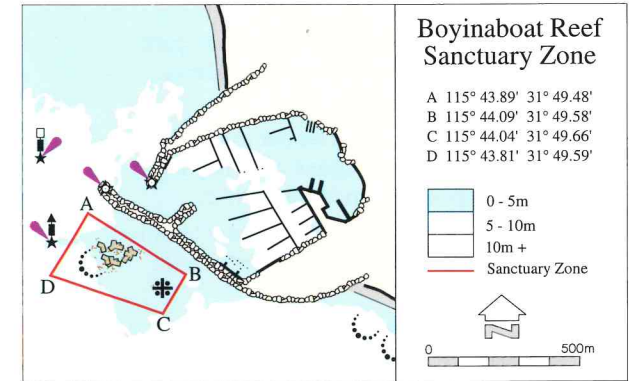 Boyinaboat Reef
Sanctuary Zone
A 115° 43.89' 31° 49.48'
B 115° 44.09' 31° 49.58'
C 115° 44.04' 31° 49.66'
D 115° 43.81' 31° 49.59'
0 - 5m
5 - 10m
10m +
Sanctuary Zone
N
0 500m
A
B
D
C